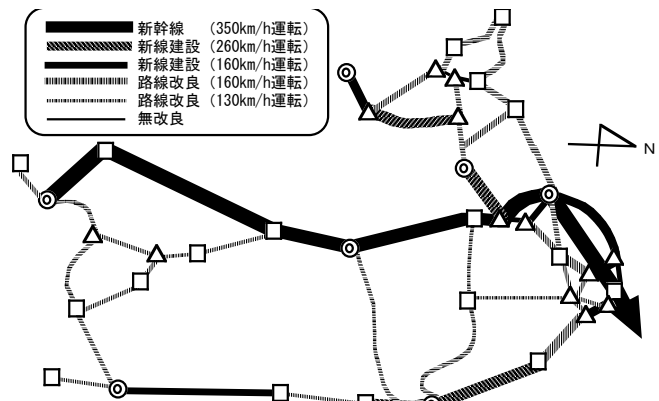 新幹線　(350km/h運転)
新線建設 (260km/h運転)
新線建設 (160km/h運転)
路線改良 (160km/h運転)
路線改良 (130km/h運転)
無改良
N